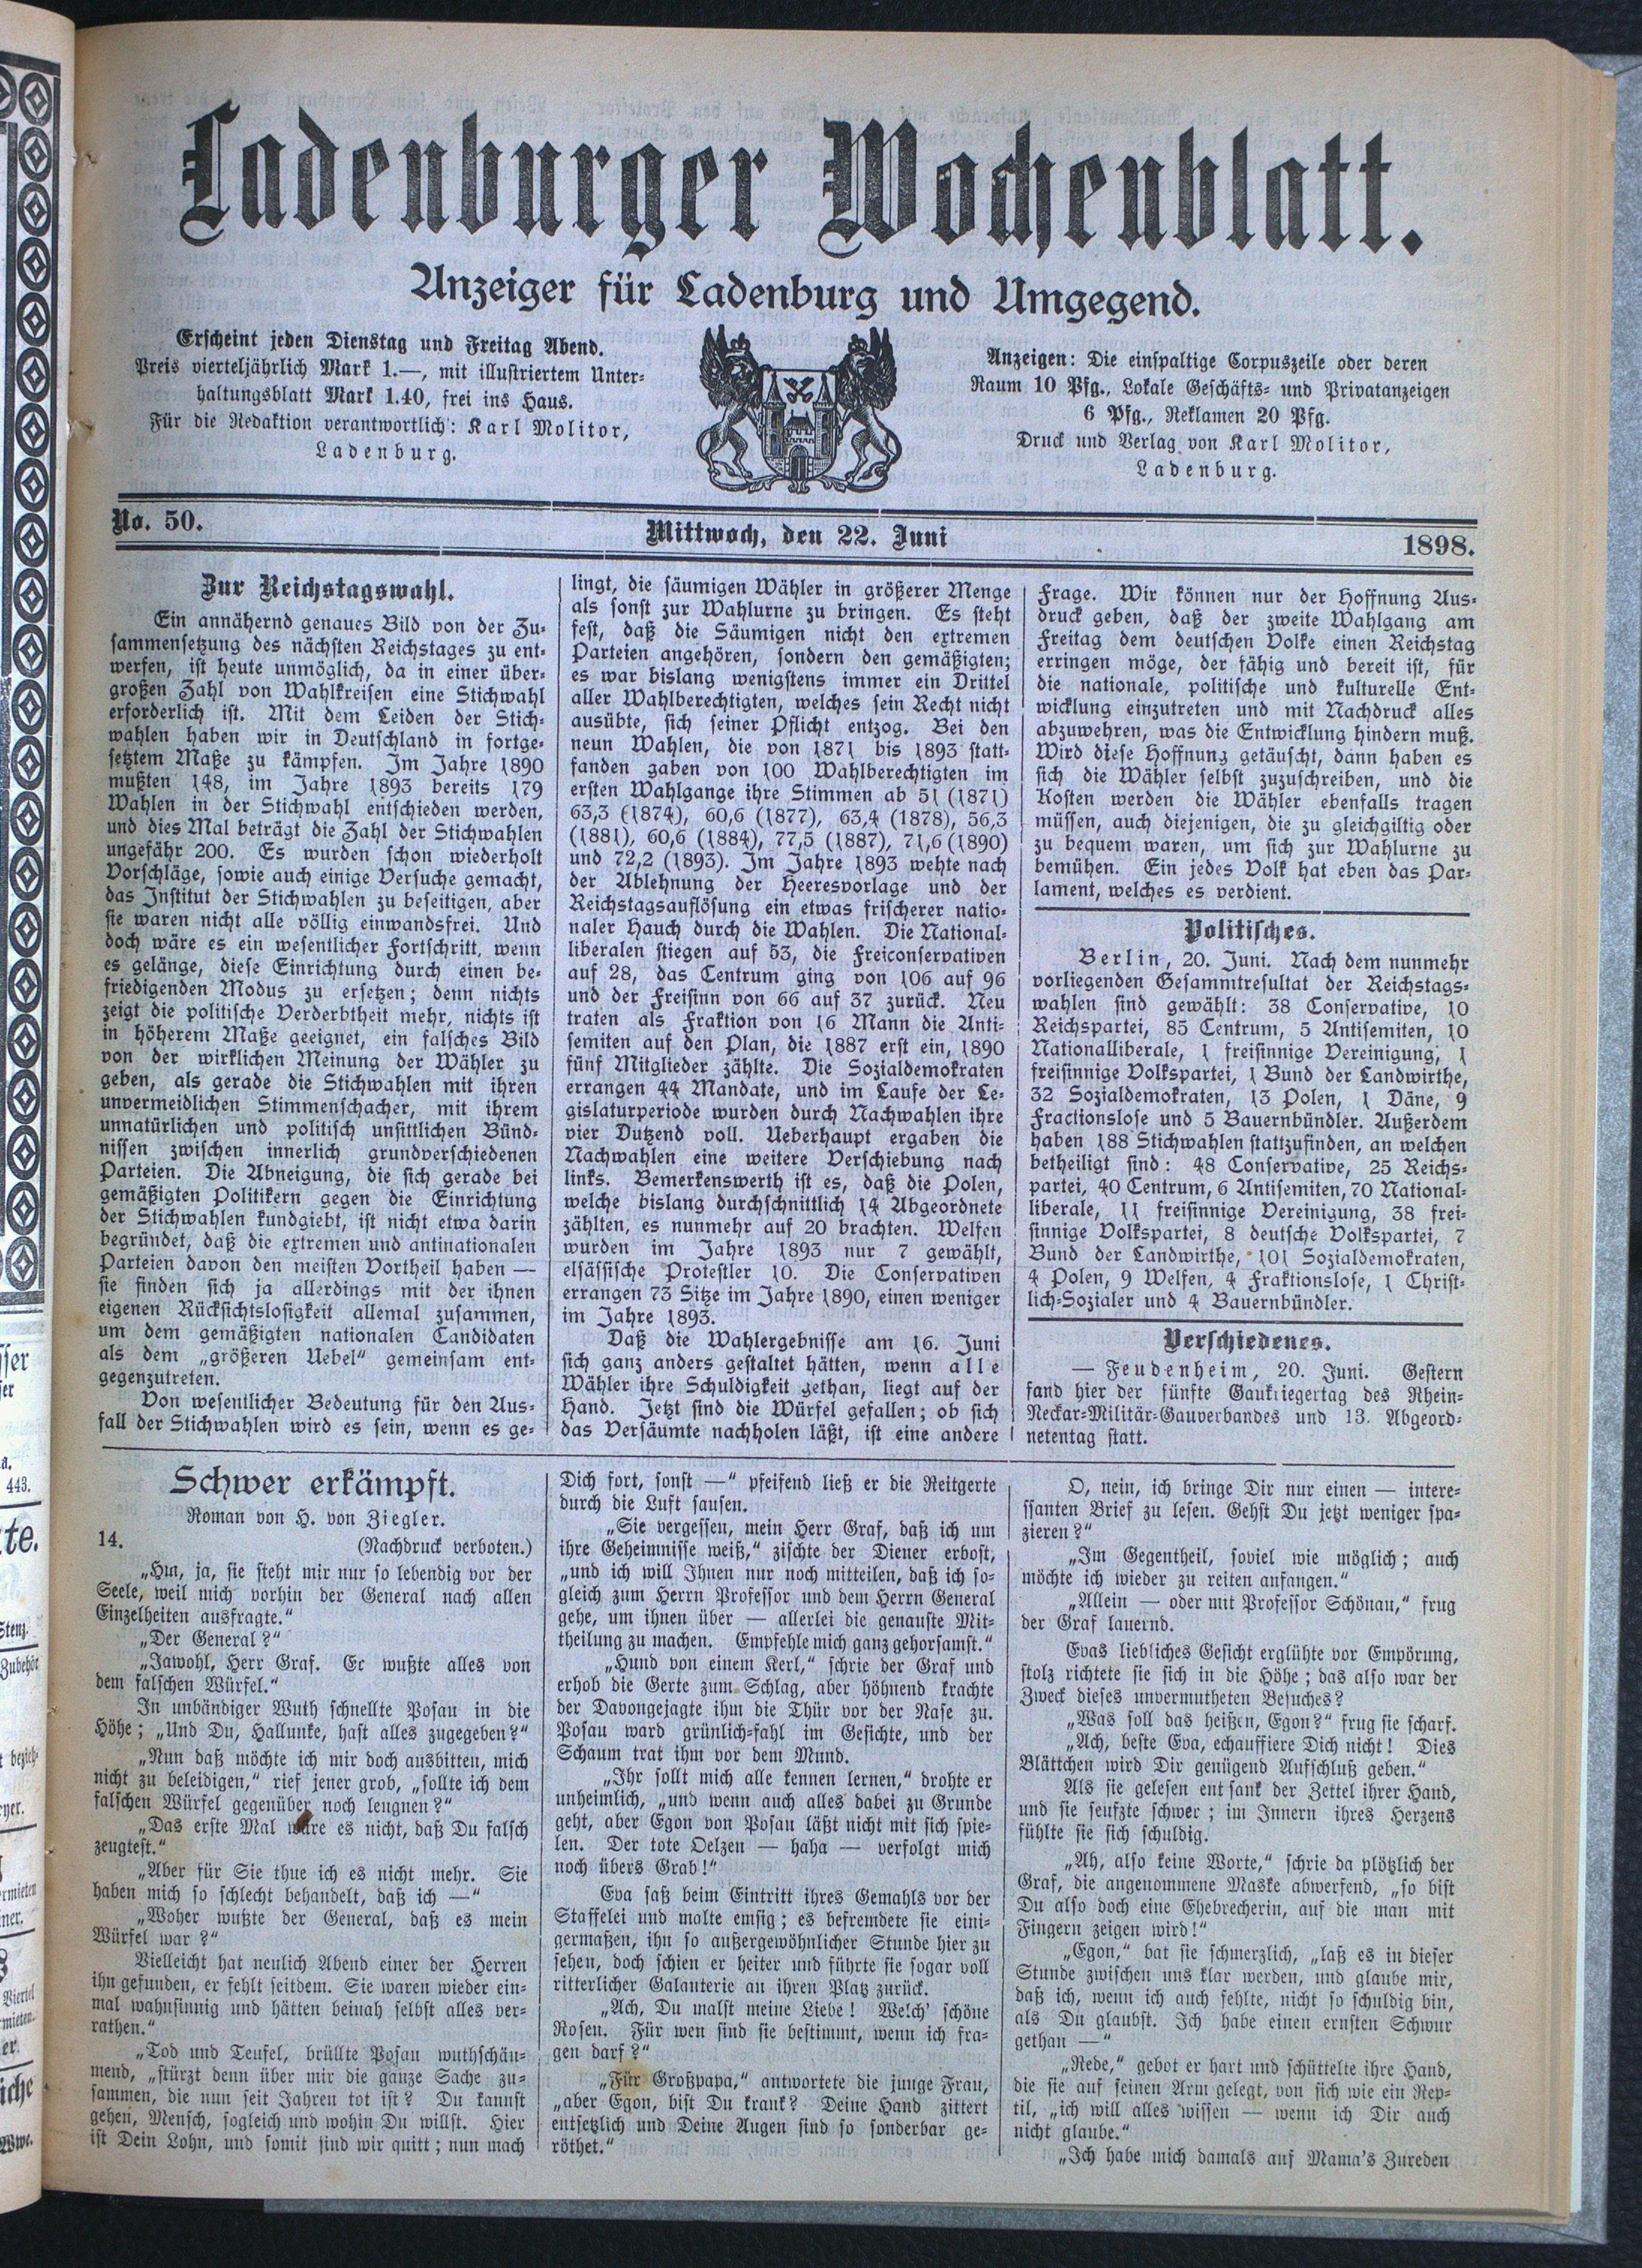 Ladenburger Wochenblatt.
Anzeiger für Ladenburg und Umgegend.
Erscheint jeden Dienstag und Freitag Abend.
Preis vierteljährlich Mark 1.—, mit illustriertem Unter-
haltungsblatt Mark 1.40, frei ins Haus.
Für die Redaktion verantwortlich: Karl Molitor,
Ladenburg.
Anzeigen: Die einspaltige Corpuszeile oder deren
Raum 10 Pfg., Lokale Geschäfts- und Privatanzeigen
6 Pfg., Reklamen 20 Pfg.
Druck und Verlag von Karl Molitor,
Ladenburg.
No. 50.
Mittwoch, den 22. Juni
1898.
Zur Reichstagswahl.
Ein annähernd genaues Bild von der Zu-
sammensetzung des nächsten Reichstages zu ent-
werfen, ist heute unmöglich, da in einer über-
großen Zahl von Wahlkreisen eine Stichwahl
erforderlich ist. Mit dem Leiden der Stich-
wahlen haben wir in Deutschland in fortge-
setztem Maße zu kämpfen. Im Jahre 1890
mußten 148, im Jahre 1893 bereits 179
Wahlen in der Stichwahl entschieden werden,
und dies Mal beträgt die Zahl der Stichwahlen
ungefähr 200. Es wurden schon wiederholt
Vorschläge, sowie auch einige Versuche gemacht,
das Institut der Stichwahlen zu beseitigen, aber
sie waren nicht alle völlig einwandsfrei. Und
doch wäre es ein wesentlicher Fortschritt, wenn
es gelänge, diese Einrichtung durch einen be-
friedigenden Modus zu ersetzen; denn nichts
zeigt die politische Verderbtheit mehr, nichts ist
in höherem Maße geeignet, ein falsches Bild
von der wirklichen Meinung der Wähler zu
geben, als gerade die Stichwahlen mit ihren
unvermeidlichen Stimmenschacher, mit ihrem
unnatürlichen und politisch unsittlichen Bünd-
nissen zwischen innerlich grundverschiedenen
Parteien. Die Abneigung, die sich gerade bei
gemäßigten Politikern gegen die Einrichtung
der Stichwahlen kundgiebt, ist nicht etwa darin
begründet, daß die extremen und antinationalen
Parteien davon den meisten Vortheil haben —
sie finden sich ja allerdings mit der ihnen
eigenen Rücksichtslosigkeit allemal zusammen,
um dem gemäßigten nationalen Candidaten
als dem „größeren Uebel“ gemeinsam ent-
gegenzutreten.
Von wesentlicher Bedeutung für den Aus-
fall der Stichwahlen wird es sein, wenn es ge-
lingt, die säumigen Wähler in größerer Menge
als sonst zur Wahlurne zu bringen. Es steht
fest, daß die Säumigen nicht den extremen
Parteien angehören, sondern den gemäßigten;
es war bislang wenigstens immer ein Drittel
aller Wahlberechtigten, welches sein Recht nicht
ausübte, sich seiner Pflicht entzog. Bei den
neun Wahlen, die von 1871 bis 1893 statt-
fanden gaben von 100 Wahlberechtigten im
ersten Wahlgange ihre Stimmen ab 51 (1871)
63,3 (1874), 60,6 (1877), 63,4 (1878), 56,3
(1881), 60,6 (1884), 77,5 (1887), 71,6 (1890)
und 72,2 (1893). Im Jahre 1893 wehte nach
der Ablehnung der Heeresvorlage und der
Reichstagsauflösung ein etwas frischerer natio-
naler Hauch durch die Wahlen. Die National-
liberalen stiegen auf 53, die Freiconservativen
auf 28, das Centrum ging von 106 auf 96
und der Freisinn von 66 auf 37 zurück. Neu
traten als Fraktion von 16 Mann die Anti-
semiten auf den Plan, die 1887 erst ein, 1890
fünf Mitglieder zählte. Die Sozialdemokraten
errangen 44 Mandate, und im Laufe der Le-
gislaturperiode wurden durch Nachwahlen ihre
vier Dutzend voll. Ueberhaupt ergaben die
Nachwahlen eine weitere Verschiebung nach
links. Bemerkenswerth ist es, daß die Polen,
welche bislang durchschnittlich 14 Abgeordnete
zählten, es nunmehr auf 20 brachten. Welfen
wurden im Jahre 1893 nur 7 gewählt,
elsässische Protestler 10. Die Conservativen
errangen 73 Sitze im Jahre 1890, einen weniger
im Jahre 1893.
Daß die Wahlergebnisse am 16. Juni
sich ganz anders gestaltet hätten, wenn alle
Wähler ihre Schuldigkeit gethan, liegt auf der
Hand. Jetzt sind die Würfel gefallen; ob sich
das Versäumte nachholen läßt, ist eine andere
Frage. Wir können nur der Hoffnung Aus-
druck geben, daß der zweite Wahlgang am
Freitag dem deutschen Volke einen Reichstag
erringen möge, der fähig und bereit ist, für
die nationale, politische und kulturelle Ent-
wicklung einzutreten und mit Nachdruck alles
abzuwehren, was die Entwicklung hindern muß.
Wird diese Hoffnung getäuscht, dann haben es
sich die Wähler selbst zuzuschreiben, und die
Kosten werden die Wähler ebenfalls tragen
müssen, auch diejenigen, die zu gleichgiltig oder
zu bequem waren, um sich zur Wahlurne zu
bemühen. Ein jedes Volk hat eben das Par-
lament, welches es verdient.
Politisches.
Berlin, 20. Juni. Nach dem nunmehr
vorliegenden Gesammtresultat der Reichstags-
wahlen sind gewählt: 38 Conservative, 10
Reichspartei, 85 Centrum, 5 Antisemiten, 10
Nationalliberale, 1 freisinnige Vereinigung, 1
freisinnige Volkspartei, 1 Bund der Landwirthe,
32 Sozialdemokraten, 13 Polen, 1 Däne, 9
Fractionslose und 5 Bauernbündler. Außerdem
haben 188 Stichwahlen stattzufinden, an welchen
betheiligt sind: 48 Conservative, 25 Reichs-
partei, 40 Centrum, 6 Antisemiten, 70 National-
liberale, 11 freisinnige Vereinigung, 38 frei-
sinnige Volkspartei, 8 deutsche Volkspartei, 7
Bund der Landwirthe, 101 Sozialdemokraten,
4 Polen, 9 Welfen, 4 Fraktionslose, 1 Christ-
lich-Sozialer und 4 Bauernbündler.
Verschiedenes.
— Feudenheim, 20. Juni. Gestern
fand hier der fünfte Gaukriegertag des Rhein-
Neckar-Militär-Gauverbandes und 13. Abgeord-
netentag statt.
Schwer erkämpft.
Roman von H. von Ziegler.
14.
(Nachdruck verboten.)
„Hm, ja, sie steht mir nur so lebendig vor der
Seele, weil mich vorhin der General nach allen
Einzelheiten ausfragte.“
„Der General?“
„Jawohl, Herr Graf. Er wußte alles von
dem falschen Würfel.“
In unbändiger Wuth schnellte Posau in die
Höhe; „Und Du, Hallunke, hast alles zugegeben?“
„Nun daß möchte ich mir doch ausbitten, mich
nicht zu beleidigen,“ rief jener grob, „sollte ich dem
falschen Würfel gegenüber noch leugnen?“
„Das erste Mal wäre es nicht, daß Du falsch
zeugtest.“
„Aber für Sie thue ich es nicht mehr. Sie
haben mich so schlecht behandelt, daß ich —“
„Woher wußte der General, daß es mein
Würfel war?“
Vielleicht hat neulich Abend einer der Herren
ihn gefunden, er fehlt seitdem. Sie waren wieder ein-
mal wahnsinnig und hätten beinah selbst alles ver-
rathen.“
„Tod und Teufel, brüllte Posau wuthschäu-
mend, „stürzt denn über mir die ganze Sache zu-
sammen, die nun seit Jahren tot ist? Du kannst
gehen, Mensch, sogleich und wohin Du willst. Hier
ist Dein Lohn, und somit sind wir quitt; nun mach
Dich fort, sonst —“ pfeifend ließ er die Reitgerte
durch die Luft sausen.
„Sie vergessen, mein Herr Graf, daß ich um
ihre Geheimnisse weiß,“ zischte der Diener erbost,
„und ich will Ihnen nur noch mitteilen, daß ich so-
gleich zum Herrn Professor und dem Herrn General
gehe, um ihnen über — allerlei die genauste Mit-
theilung zu machen. Empfehle mich ganz gehorsamst.“
„Hund von einem Kerl,“ schrie der Graf und
erhob die Gerte zum Schlag, aber höhnend krachte
der Davongejagte ihm die Thür vor der Nase zu.
Posau ward grünlich-fahl im Gesichte, und der
Schaum trat ihm vor dem Mund.
„Ihr sollt mich alle kennen lernen,“ drohte er
unheimlich, „und wenn auch alles dabei zu Grunde
geht, aber Egon von Posau läßt nicht mit sich spie-
len. Der tote Oelzen — haha — verfolgt mich
noch übers Grab!“
Eva saß beim Eintritt ihres Gemahls vor der
Staffelei und malte emsig; es befremdete sie eini-
germaßen, ihn so außergewöhnlicher Stunde hier zu
sehen, doch schien er heiter und führte sie sogar voll
ritterlicher Galanterie an ihren Platz zurück.
„Ach, Du malst meine Liebe! Welch' schöne
Rosen. Für wen sind sie bestimmt, wenn ich fra-
gen darf?“
„Für Großpapa,“ antwortete die junge Frau,
„aber Egon, bist Du krank? Deine Hand zittert
entsetzlich und Deine Augen sind so sonderbar ge-
röthet.“
O, nein, ich bringe Dir nur einen — intere-
ssanten Brief zu lesen. Gehst Du jetzt weniger spa-
zieren?“
„Im Gegentheil, soviel wie möglich; auch
möchte ich wieder zu reiten anfangen.“
„Allein — oder mit Professor Schönau,“ frug
der Graf lauernd.
Evas liebliches Gesicht erglühte vor Empörung,
stolz richtete sie sich in die Höhe; das also war der
Zweck dieses unvermutheten Besuches?
„Was soll das heißen, Egon?“ frug sie scharf.
„Ach, beste Eva, echauffiere Dich nicht! Dies
Blättchen wird Dir genügend Aufschluß geben.“
Als sie gelesen entsank der Zettel ihrer Hand,
und sie seufzte schwer; im Innern ihres Herzens
fühlte sie sich schuldig.
„Ah, also keine Worte,“ schrie da plötzlich der
Graf, die angenommene Maske abwerfend, „so bist
Du also doch eine Ehebrecherin, auf die man mit
Fingern zeigen wird!“
„Egon,“ bat sie schmerzlich, „laß es in dieser
Stunde zwischen uns klar werden, und glaube mir,
daß ich, wenn ich auch fehlte, nicht so schuldig bin,
als Du glaubst. Ich habe einen ernsten Schwur
gethan —“
„Rede,“ gebot er hart und schüttelte ihre Hand,
die sie auf seinen Arm gelegt, von sich wie ein Rep-
til, „ich will alles wissen — wenn ich Dir auch
nicht glaube.“
„Ich habe mich damals auf Mama's Zureden